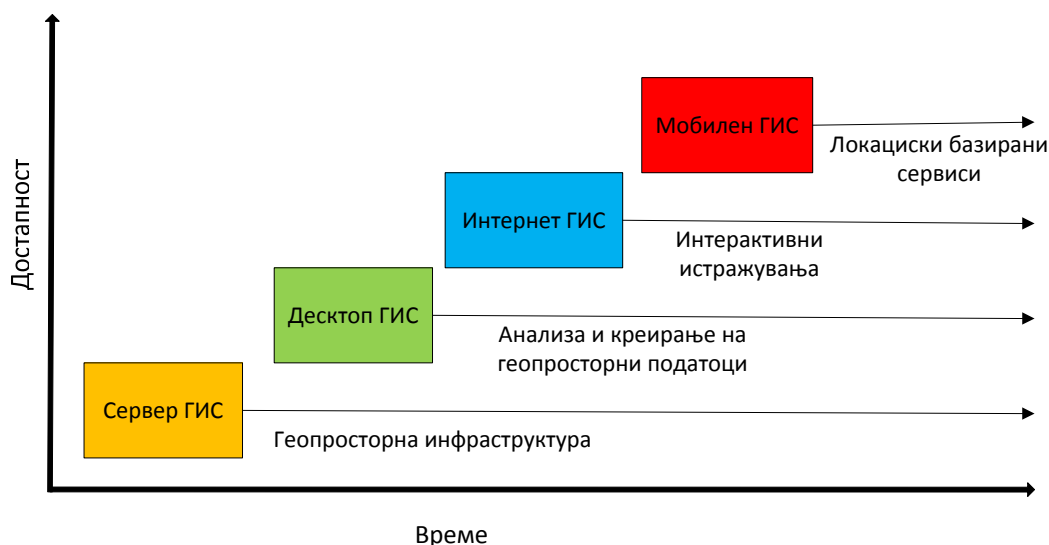 Достапност
Мобилен ГИС
Локациски базирани
сервиси
Интернет ГИС
Интерактивни
истражувања
Десктоп ГИС
Анализа и креирање на
геопросторни податоци
Сервер ГИС
Геопросторна инфраструктура
Време